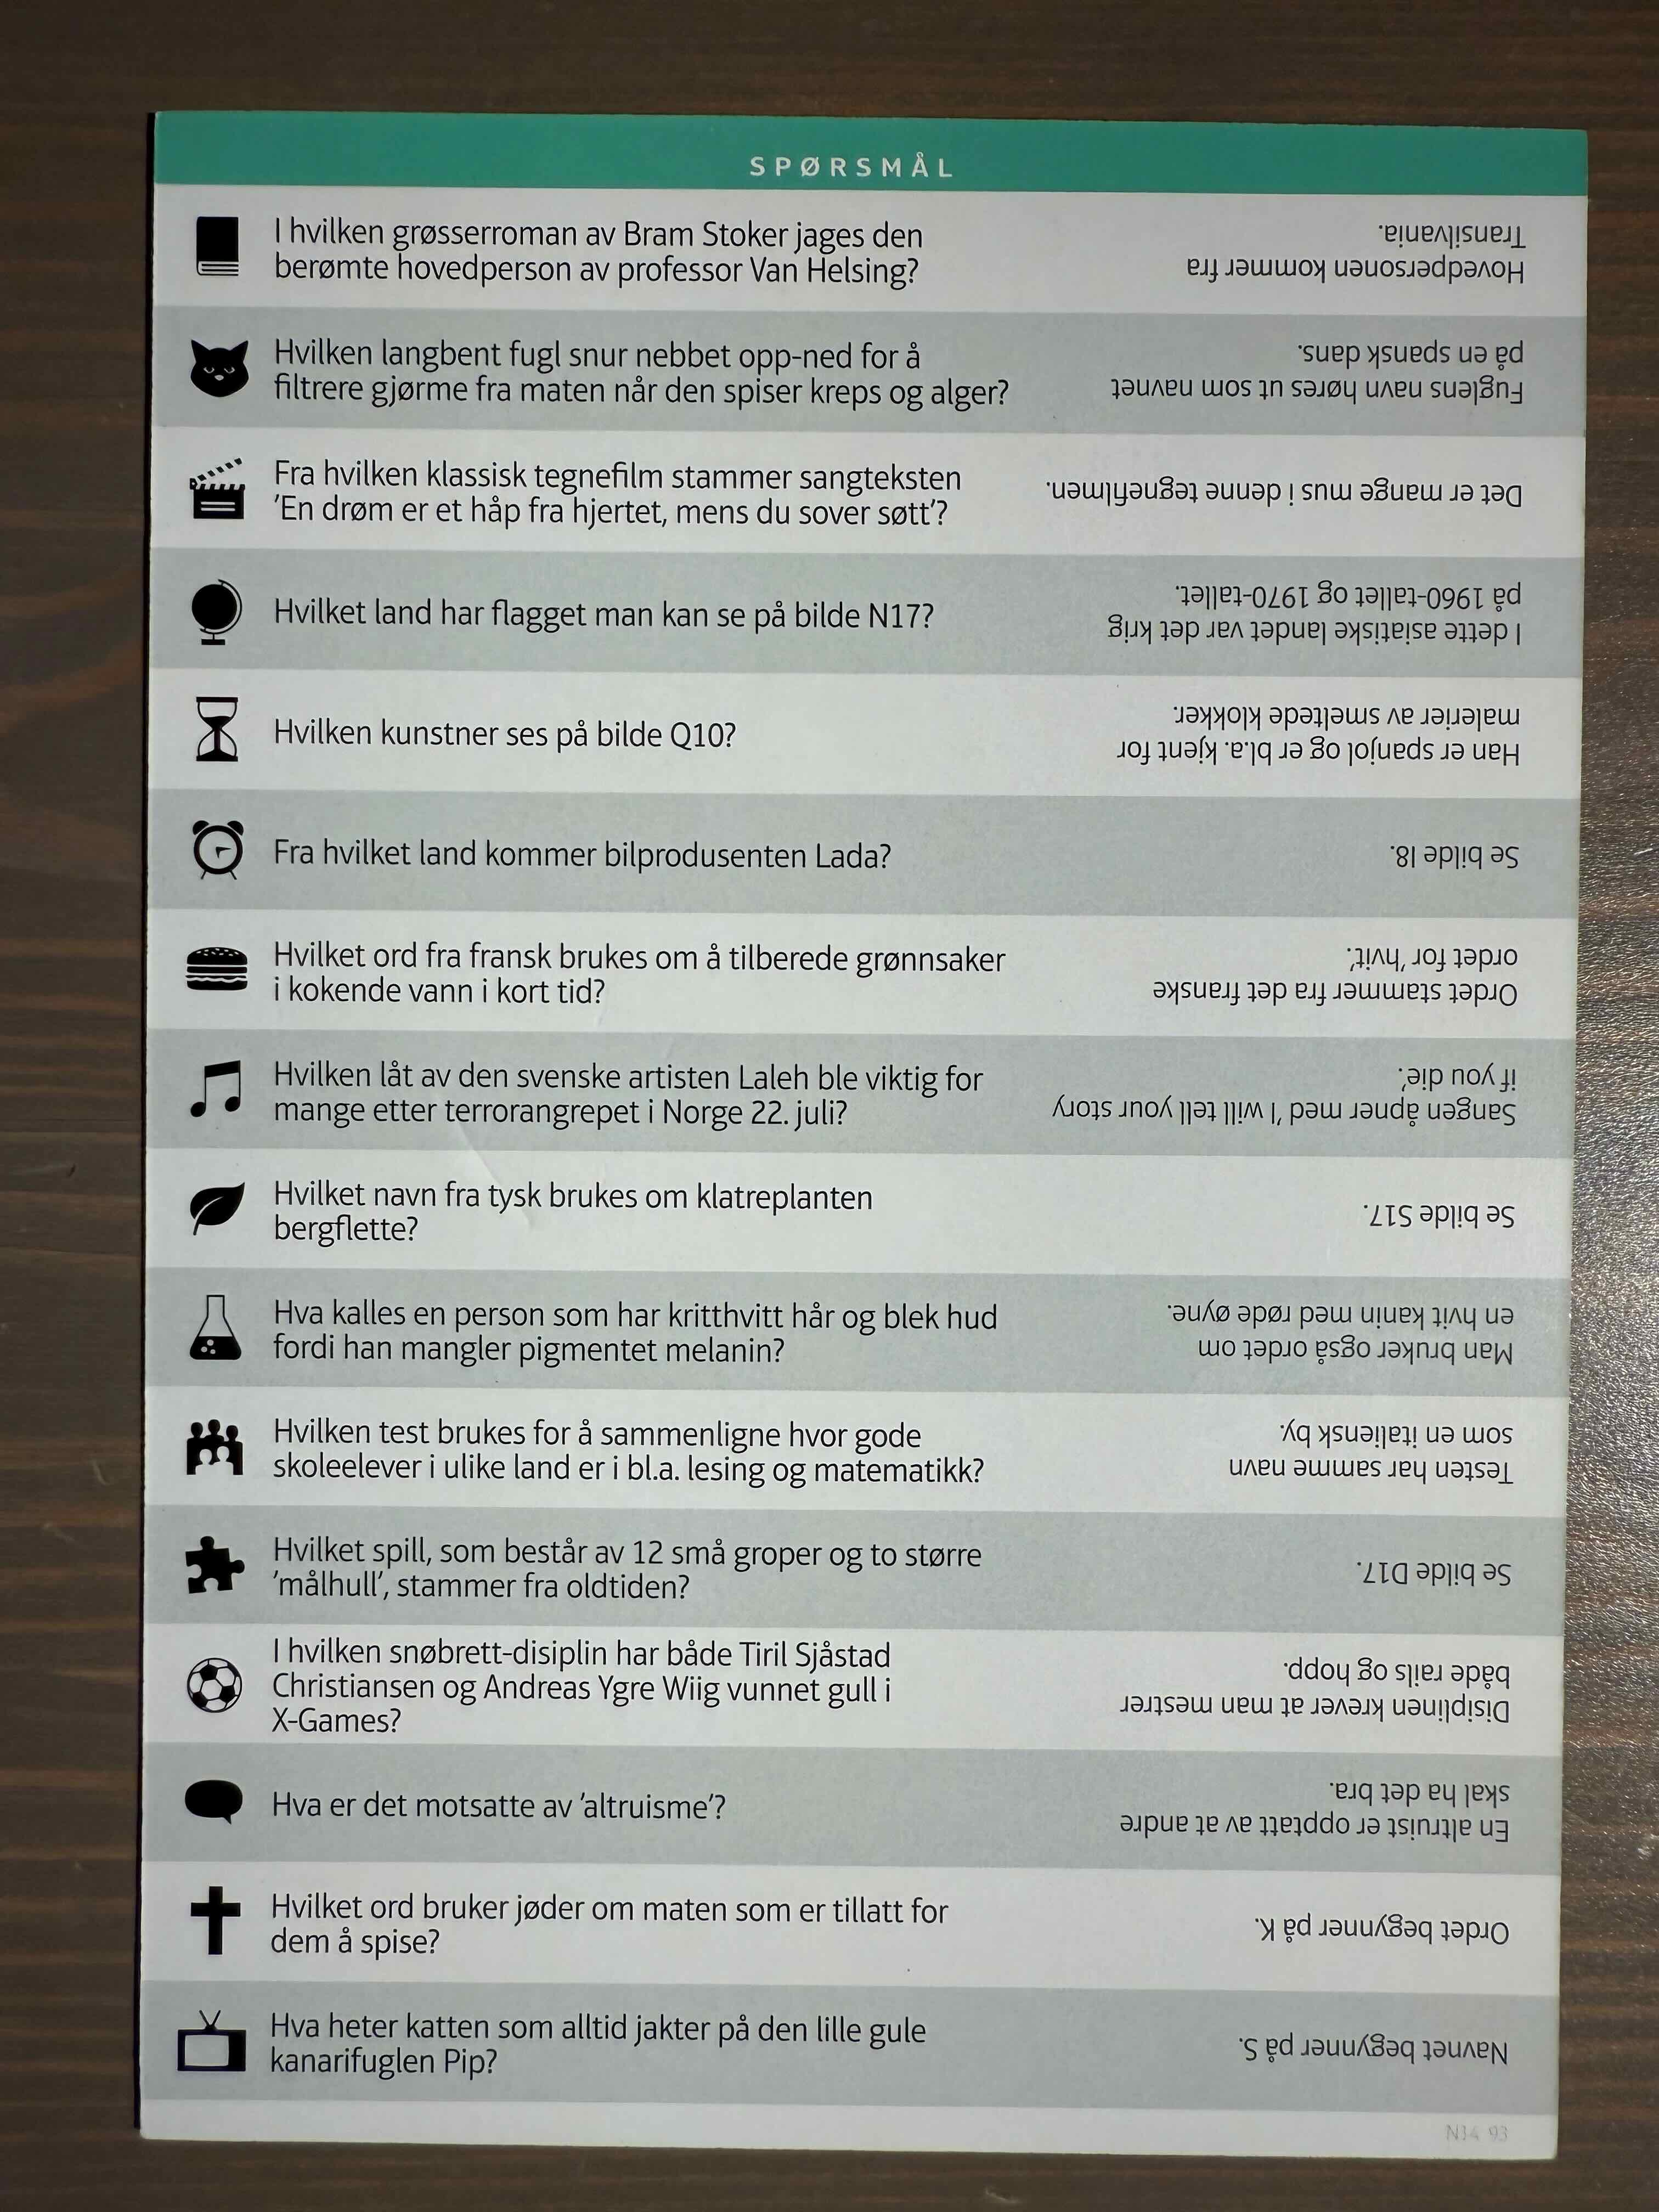 SPØRSMÅL
I hvilken grøsserroman av Bram Stoker jages den
berømte hovedperson av professor Van Helsing?
Hovedpersonen kommer fra
Transilvania.
Hvilken langbent fugl snur nebbet opp-ned for å
filtrere gjørme fra maten når den spiser kreps og alger?
Fuglens navn høres ut som navnet
på en spansk dans.
Fra hvilken klassisk tegnefilm stammer sangteksten
'En drøm er et håp fra hjertet, mens du sover søtt'?
Det er mange mus i denne tegnefilmen.
Hvilket land har flagget man kan se på bilde N17?
I dette asiatiske landet var det krig
på 1960-tallet og 1970-tallet.
Hvilken kunstner ses på bilde Q10?
Han er spanjol og er bl.a. kjent for
malerier av smeltede klokker.
Fra hvilket land kommer bilprodusenten Lada?
Se bilde I8.
Hvilket ord fra fransk brukes om å tilberede grønnsaker
i kokende vann i kort tid?
Ordet stammer fra det franske
ordet for 'hvit'.
Hvilken låt av den svenske artisten Laleh ble viktig for
mange etter terrorangrepet i Norge 22. juli?
Sangen åpner med 'I will tell your story
if you die'.
Hvilket navn fra tysk brukes om klatreplanten
bergflette?
Se bilde S17.
Hva kalles en person som har kritthvitt hår og blek hud
fordi han mangler pigmentet melanin?
Man bruker også ordet om
en hvit kanin med røde øyne.
Hvilken test brukes for å sammenligne hvor gode
skoleelever i ulike land er i bl.a. lesing og matematikk?
Testen har samme navn
som en italiensk by.
Hvilket spill, som består av 12 små groper og to større
'målhull', stammer fra oldtiden?
Se bilde D17.
I hvilken snøbrett-disiplin har både Tiril Sjåstad
Christiansen og Andreas Ygre Wiig vunnet gull i
X-Games?
Disiplinen krever at man mestrer
både rails og hopp.
Hva er det motsatte av 'altruisme'?
En altruist er opptatt av at andre
skal ha det bra.
Hvilket ord bruker jøder om maten som er tillatt for
dem å spise?
Ordet begynner på K.
Hva heter katten som alltid jakter på den lille gule
kanarifuglen Pip?
Navnet begynner på S.
N14 93